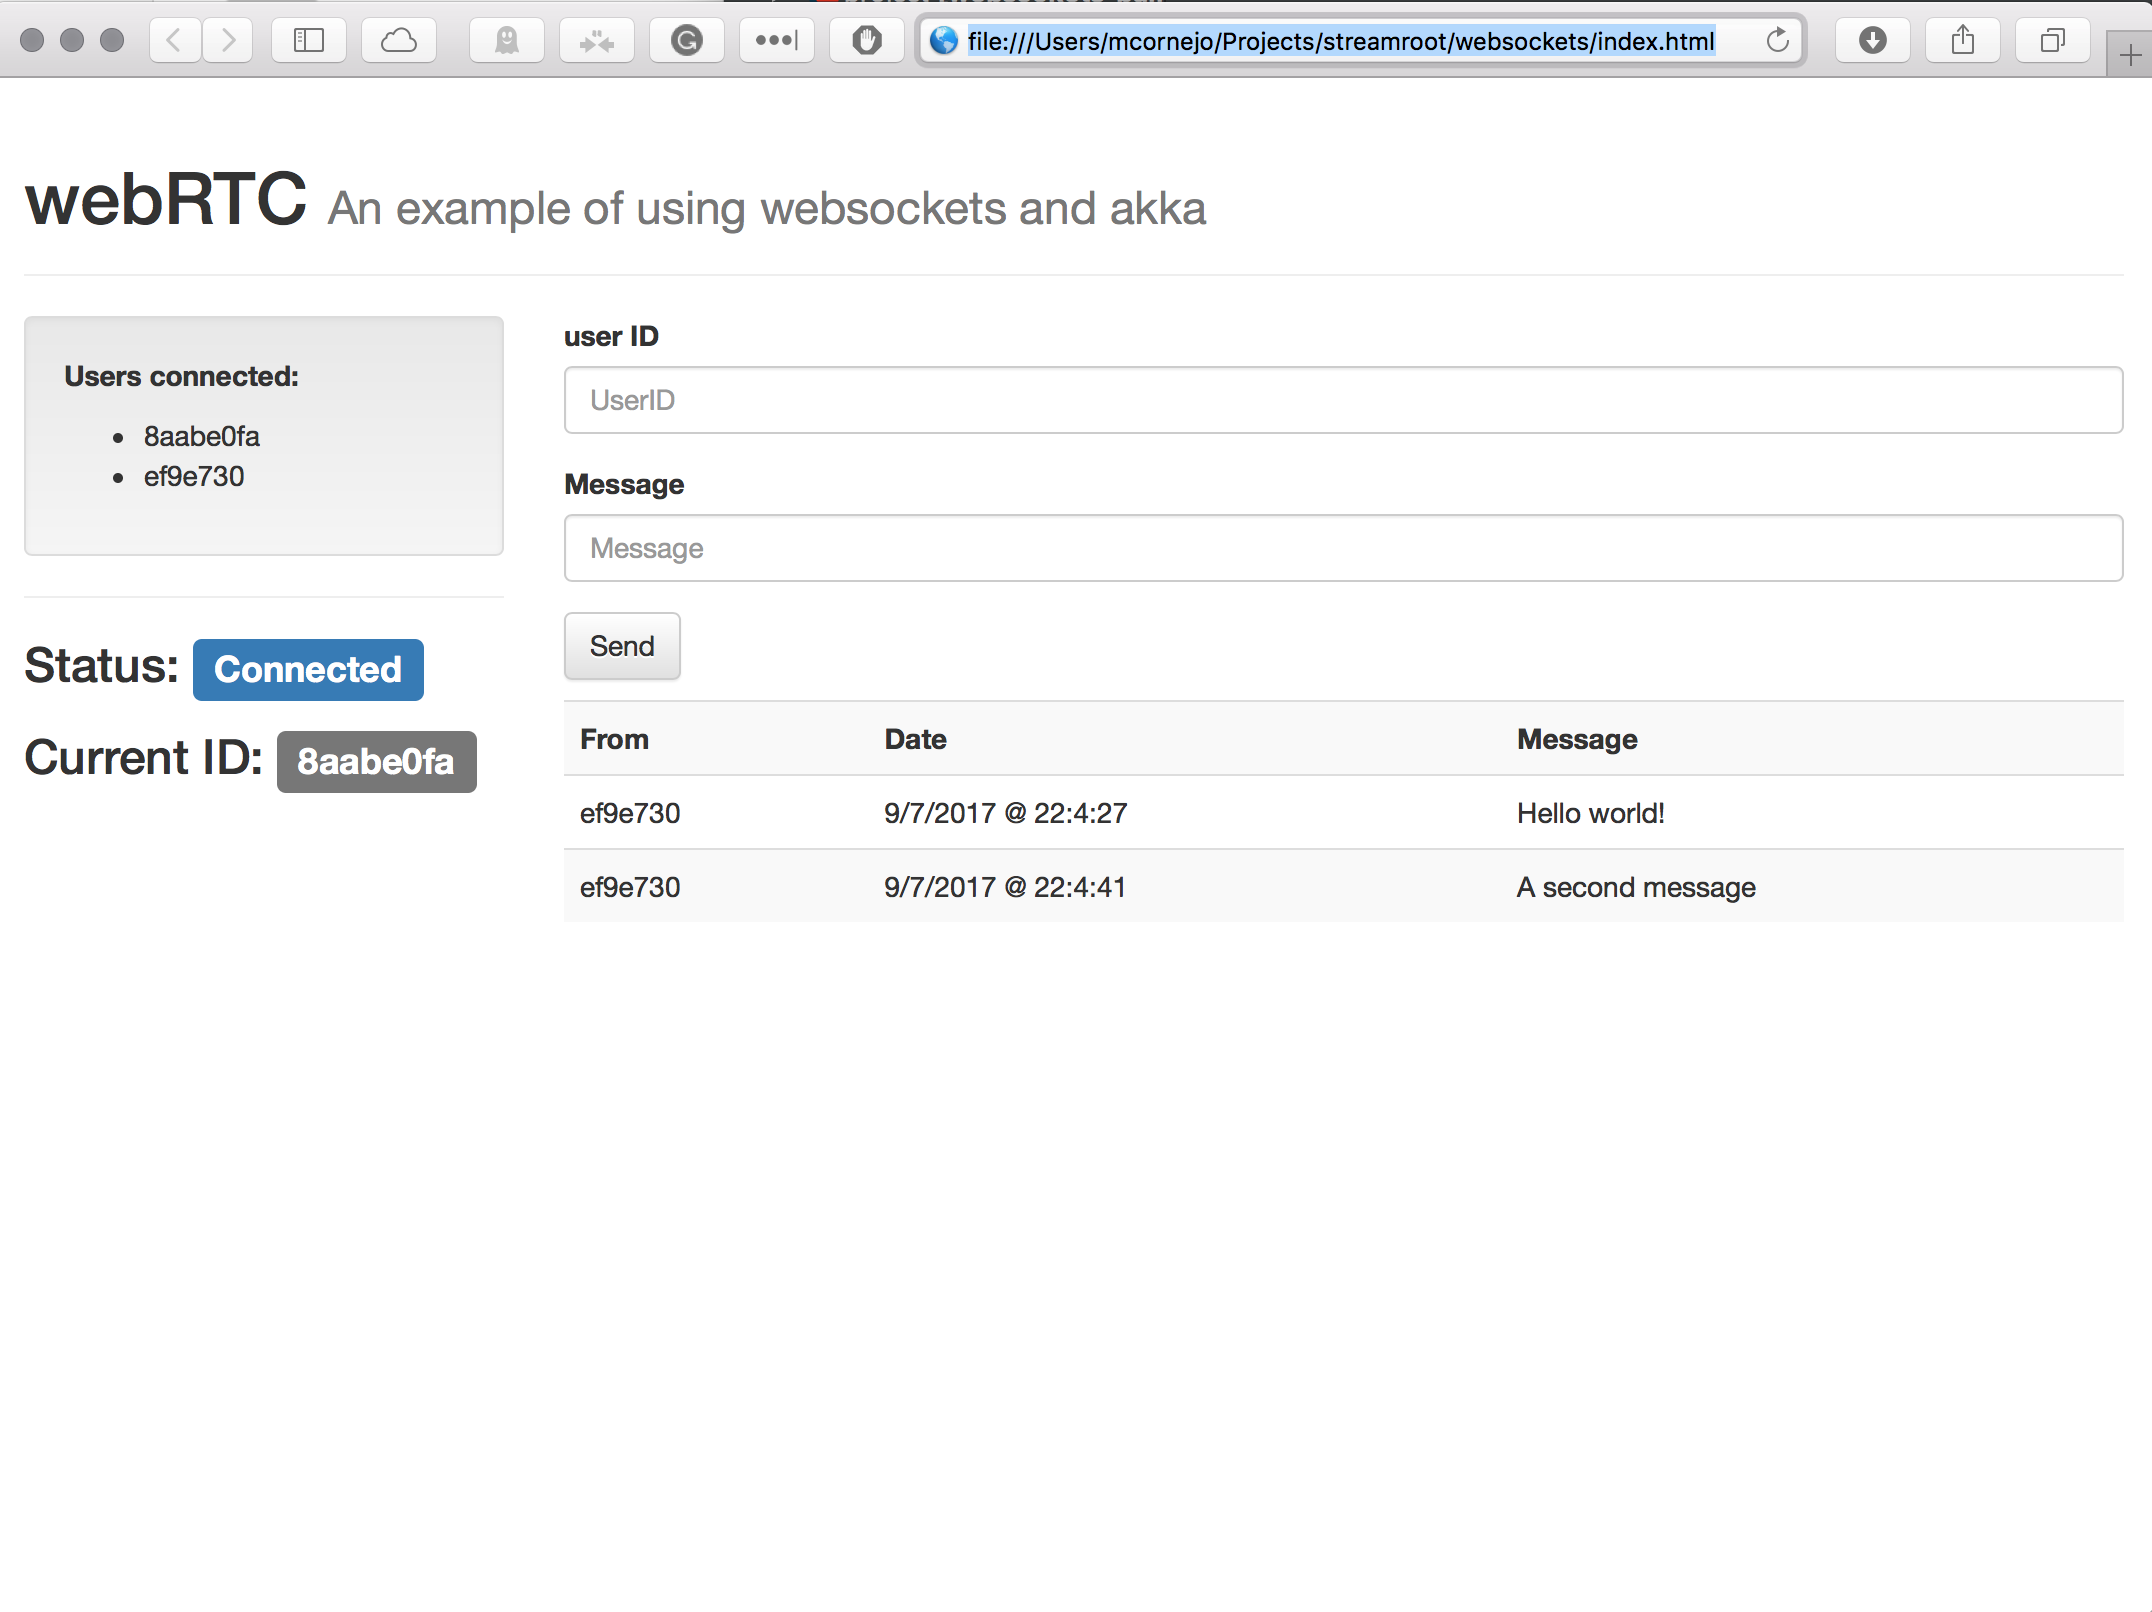 file:///Users/mcornejo/Projects/streamroot/websockets/index.html
webRTC An example of using websockets and akka
Users connected:
8aabe0fa
ef9e730
Status: Connected
Current ID: 8aabe0fa
user ID
UserID
Message
Message
Send
From Date Message
ef9e730 9/7/2017 @ 22:4:27 Hello world!
ef9e730 9/7/2017 @ 22:4:41 A second message